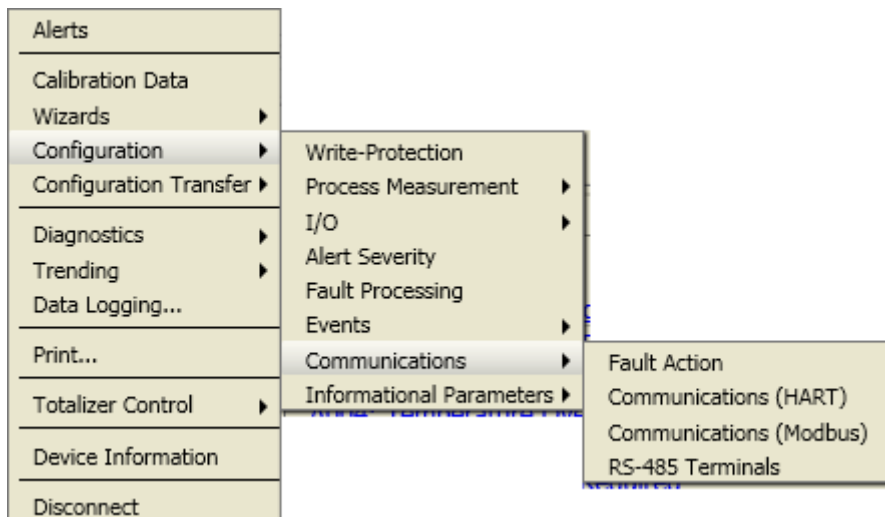 Alerts
Calibration Data
Wizards
Configuration
Configuration Transfer
Diagnostics
Trending
Data Logging...
Print...
Totalizer Control
Device Information
Disconnect
Write-Protection
Process Measurement
I/O
Alert Severity
Fault Processing
Events
Communications
Informational Parameters
Fault Action
Communications (HART)
Communications (Modbus)
RS-485 Terminals